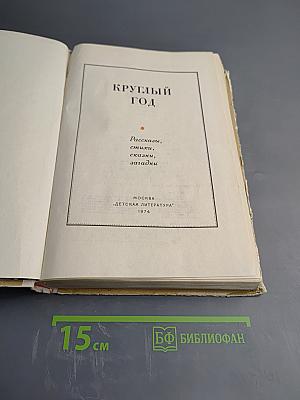 КРУГЛЫЙ
ГОД
Рассказы,
стихи,
сказки,
загадки
МОСКВА
„ДЕТСКАЯ ЛИТЕРАТУРА"
1974
15 см
БФ БИБЛИОФАН